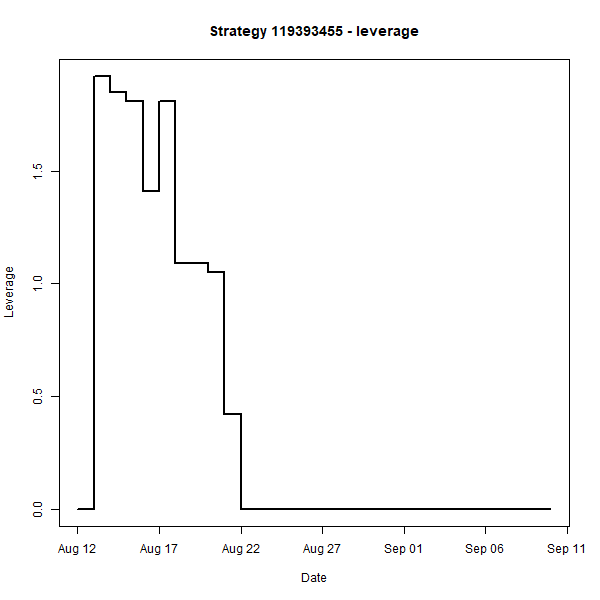 Strategy 119393455 - leverage
Leverage
1.5
1.0
0.5
0.0
Aug 12 Aug 17 Aug 22 Aug 27 Sep 01 Sep 06 Sep 11
Date